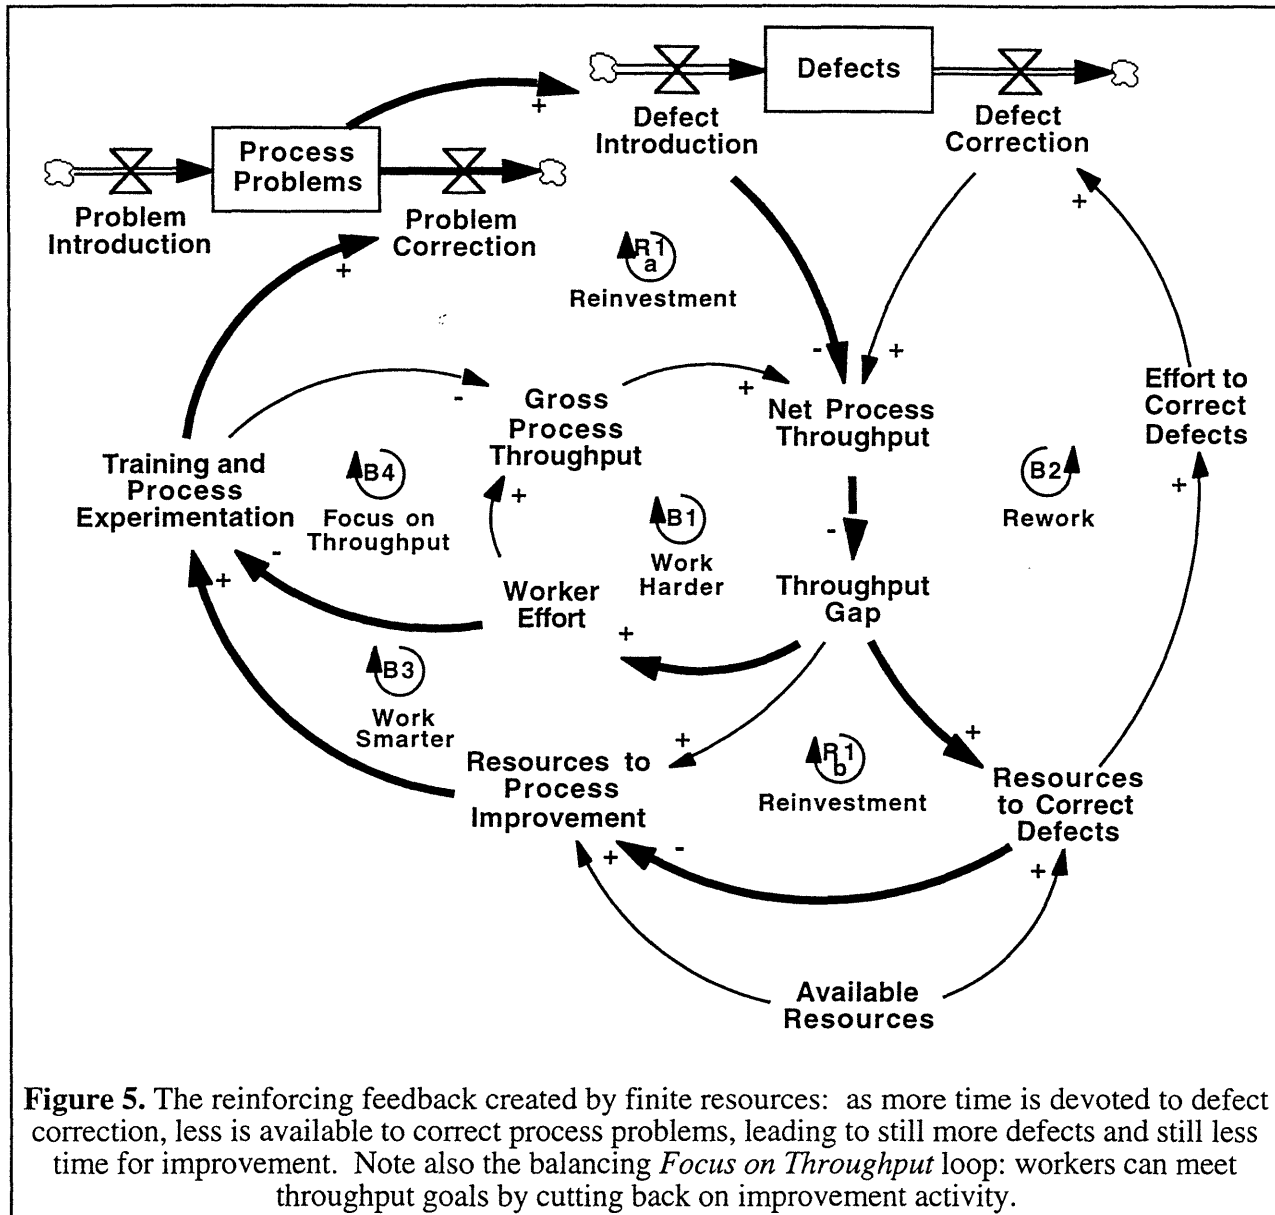 Defects
Defect
Introduction
Defect
Correction
+
Process
Problems
Problem
Introduction
Problem
Correction
+
+
R1
a
Reinvestment
-
+
-
+
Gross
Process
Throughput
Net Process
Throughput
Effort to
Correct
Defects
Training and
Process
Experimentation
B4
Focus on
Throughput
+
B1
Work
Harder
-
B2
Rework
+
-
+
Worker
Effort
+
Throughput
Gap
B3
Work
Smarter
+
+
Resources to
Process
Improvement
R1
b
Reinvestment
Resources
to Correct
Defects
+
-
+
Available
Resources
Figure 5. The reinforcing feedback created by finite resources: as more time is devoted to defect
correction, less is available to correct process problems, leading to still more defects and still less
time for improvement. Note also the balancing Focus on Throughput loop: workers can meet
throughput goals by cutting back on improvement activity.